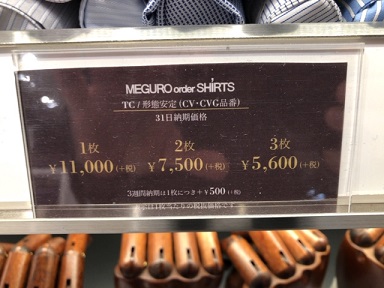 MEGURO order SHIRTS
TC / 形態安定 (CV・CVG品番)
31日納期価格
1枚 2枚 3枚
¥11,000(+税) ¥7,500(+税) ¥5,600(+税)
3週間納期は1枚につき+¥500(+税)